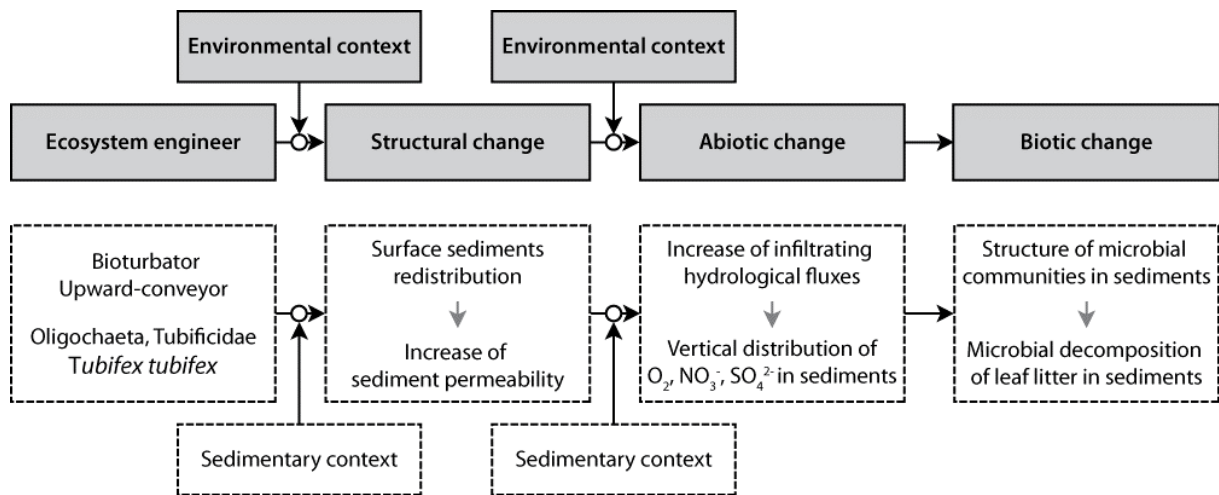 Environmental context
Environmental context
Ecosystem engineer
Structural change
Abiotic change
Biotic change
Bioturbator
Upward-conveyor
Oligochaeta, Tubificidae
Tubifex tubifex
Surface sediments
redistribution
Increase of
sediment permeability
Increase of infiltrating
hydrological fluxes
Vertical distribution of
O₂, NO₃⁻, SO₄²⁻ in sediments
Structure of microbial
communities in sediments
Microbial decomposition
of leaf litter in sediments
Sedimentary context
Sedimentary context